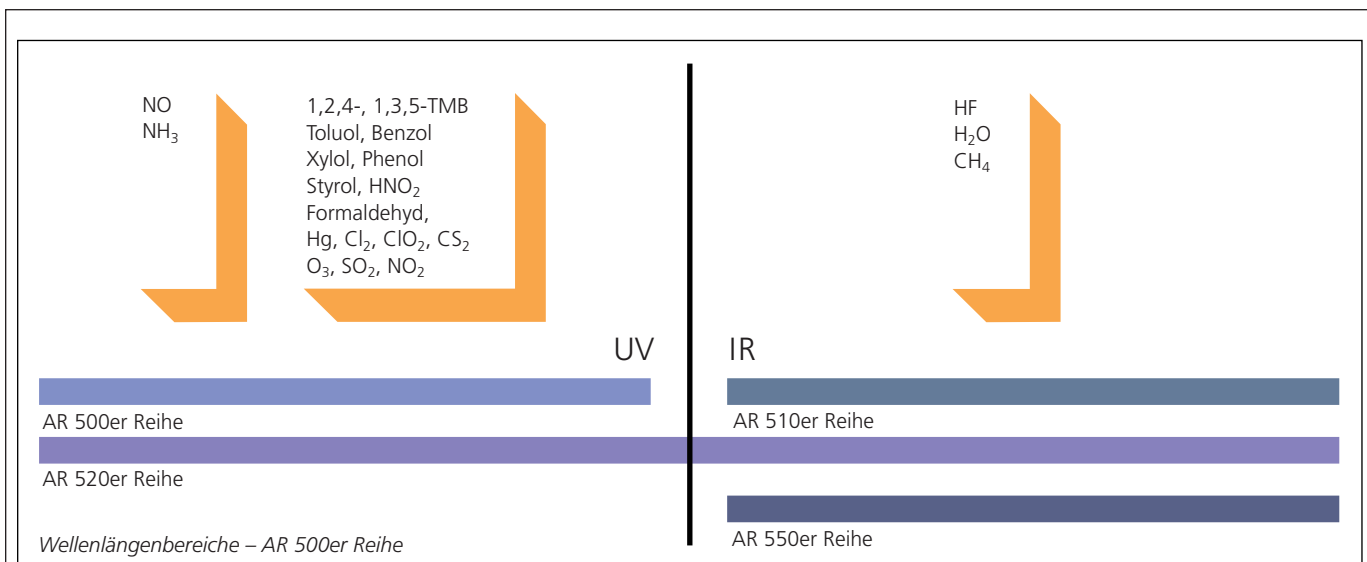 NO
NH₃
1,2,4-, 1,3,5-TMB
Toluol, Benzol
Xylol, Phenol
Styrol, HNO₂
Formaldehyd,
Hg, Cl₂, ClO₂, CS₂
O₃, SO₂, NO₂
HF
H₂O
CH₄
UV
IR
AR 500er Reihe
AR 510er Reihe
AR 520er Reihe
AR 550er Reihe
Wellenlängenbereiche – AR 500er Reihe